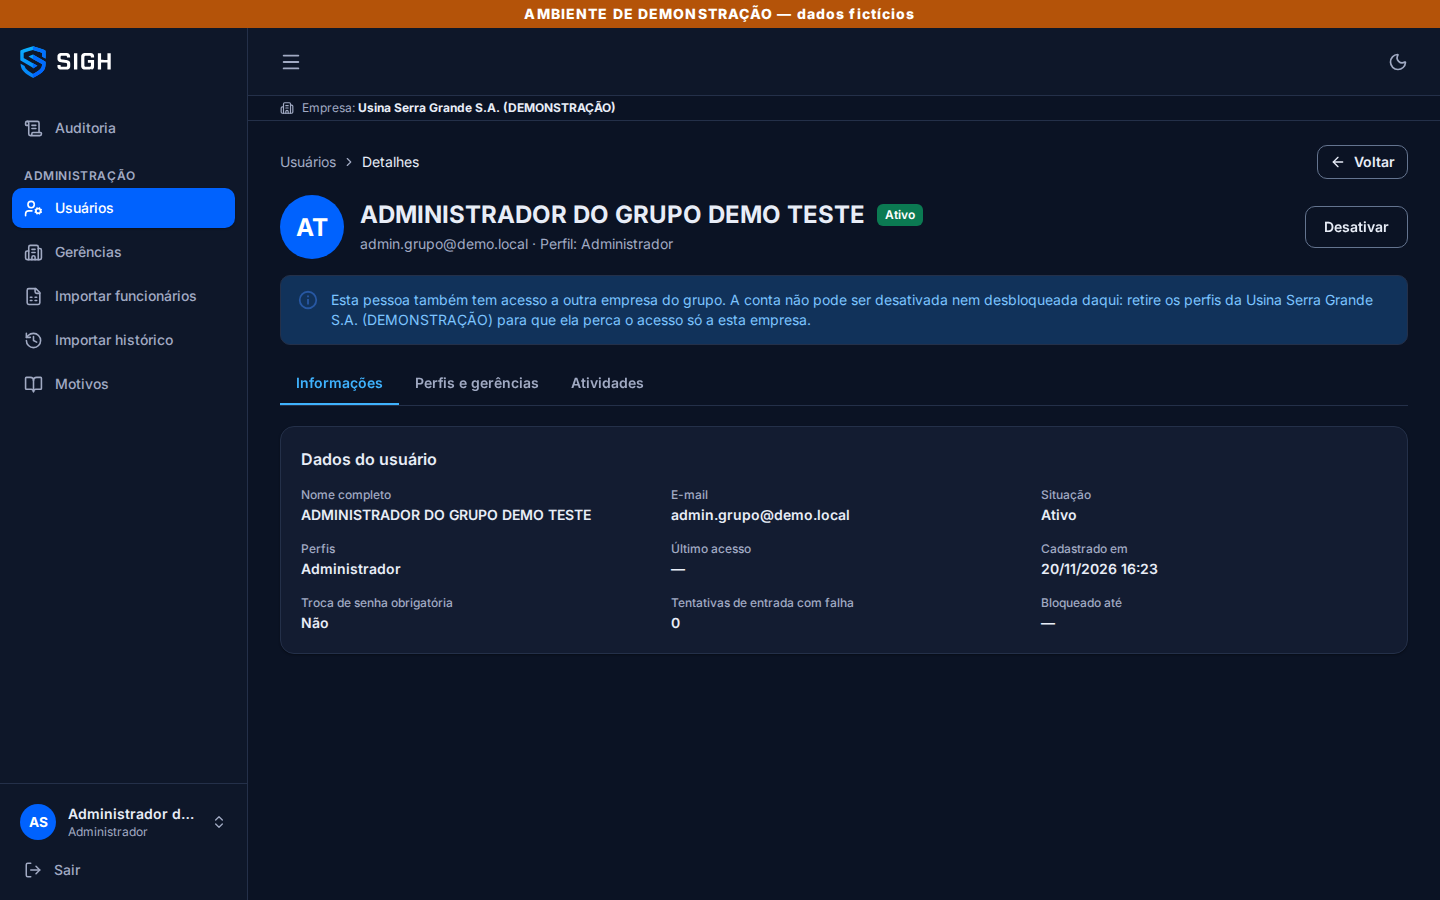 AMBIENTE DE DEMONSTRAÇÃO — dados fictícios
SIGH
Empresa: Usina Serra Grande S.A. (DEMONSTRAÇÃO)
Auditoria
ADMINISTRAÇÃO
Usuários
Gerências
Importar funcionários
Importar histórico
Motivos
Usuários > Detalhes
Voltar
AT
ADMINISTRADOR DO GRUPO DEMO TESTE Ativo
admin.grupo@demo.local · Perfil: Administrador
Desativar
Esta pessoa também tem acesso a outra empresa do grupo. A conta não pode ser desativada nem desbloqueada daqui: retire os perfis da Usina Serra Grande
S.A. (DEMONSTRAÇÃO) para que ela perca o acesso só a esta empresa.
Informações Perfis e gerências Atividades
Dados do usuário
Nome completo E-mail Situação
ADMINISTRADOR DO GRUPO DEMO TESTE admin.grupo@demo.local Ativo
Perfis Último acesso Cadastrado em
Administrador — 20/11/2026 16:23
Troca de senha obrigatória Tentativas de entrada com falha Bloqueado até
Não 0 —
AS
Administrador d...
Administrador
Sair